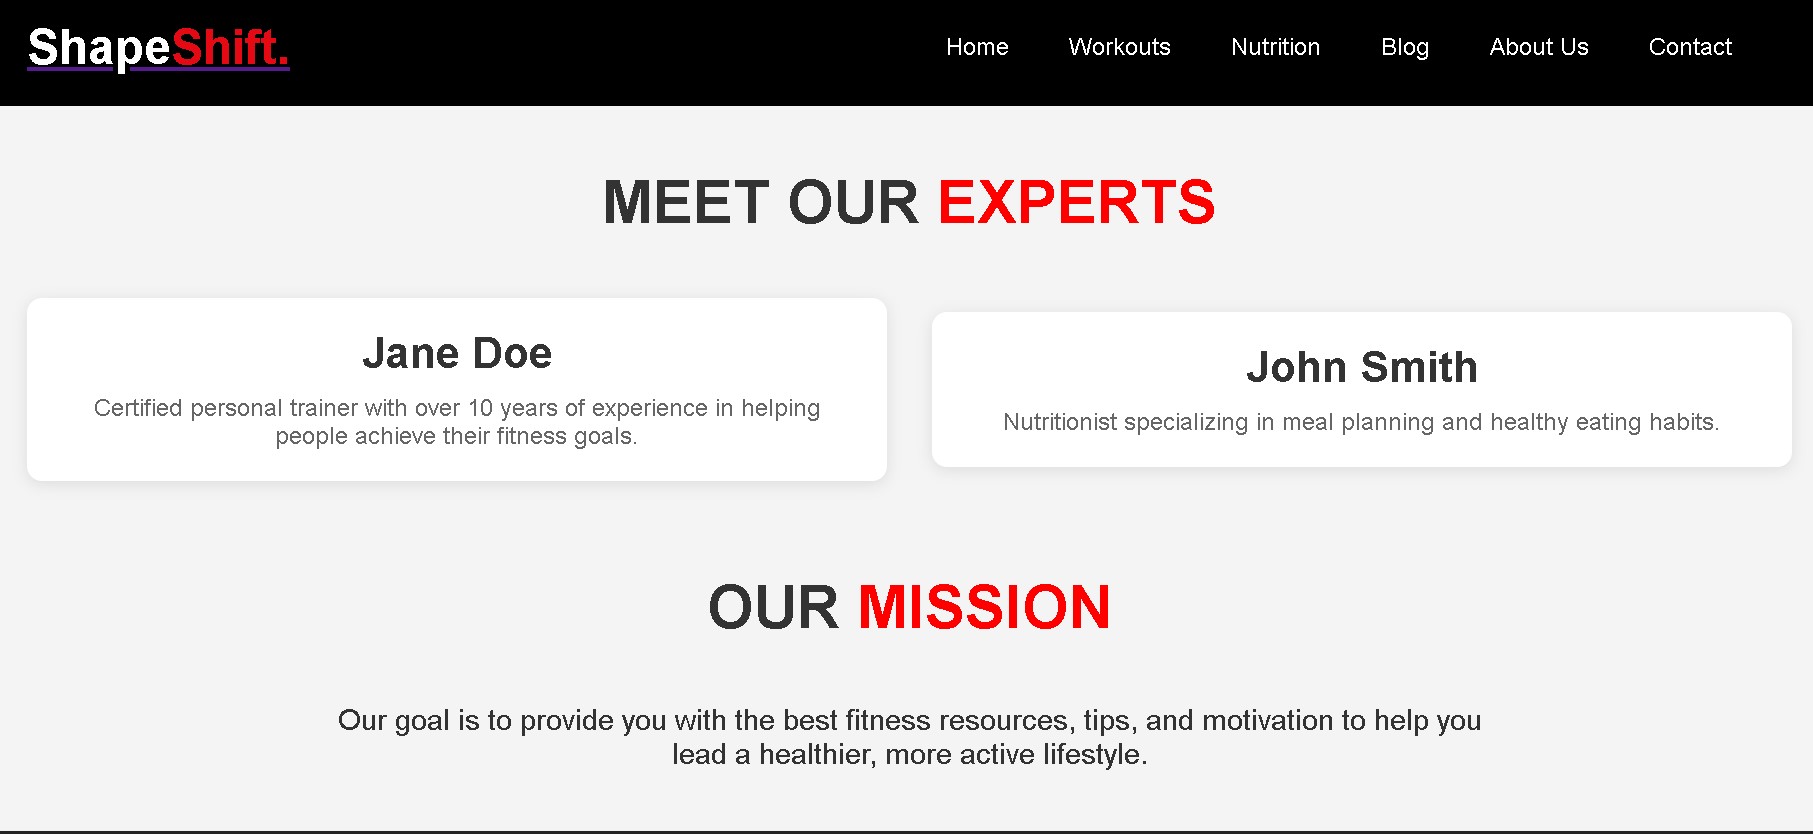 ShapeShift.
Home Workouts Nutrition Blog About Us Contact
MEET OUR EXPERTS
Jane Doe
Certified personal trainer with over 10 years of experience in helping
people achieve their fitness goals.
John Smith
Nutritionist specializing in meal planning and healthy eating habits.
OUR MISSION
Our goal is to provide you with the best fitness resources, tips, and motivation to help you
lead a healthier, more active lifestyle.